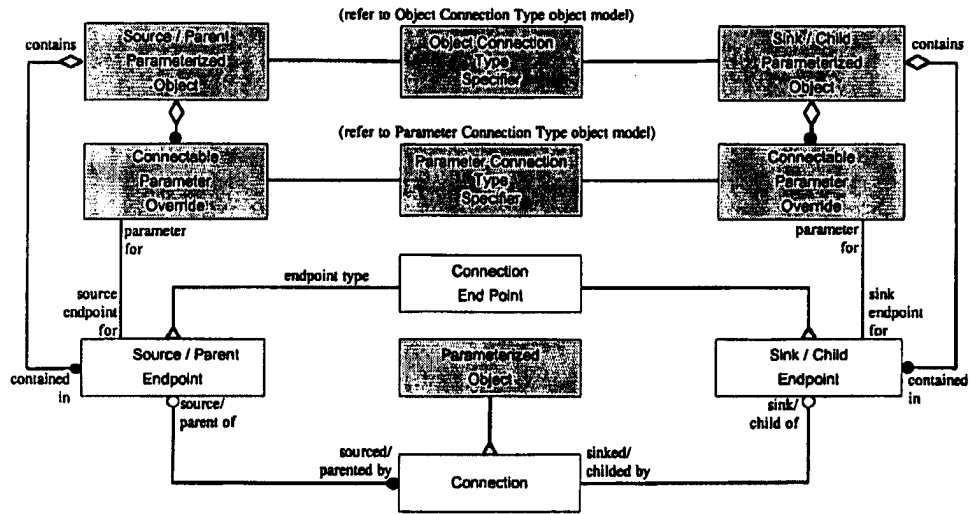 (refer to Object Connection Type object model)
contains
Source / Parent
Parameterized
Object
Object Connection
Type
Specifier
Sink / Child
Parameterized
Object
contains
(refer to Parameter Connection Type object model)
Connectable
Parameter
Override
Parameter Connection
Type
Specifier
Connectable
Parameter
Override
parameter
for
parameter
for
endpoint type
Connection
End Point
source
endpoint
for
sink
endpoint
for
Source / Parent
Endpoint
Parameterized
Object
Sink / Child
Endpoint
contained
in
contained
in
source/
parent of
sink/
child of
sourced/
parented by
sinked/
childed by
Connection